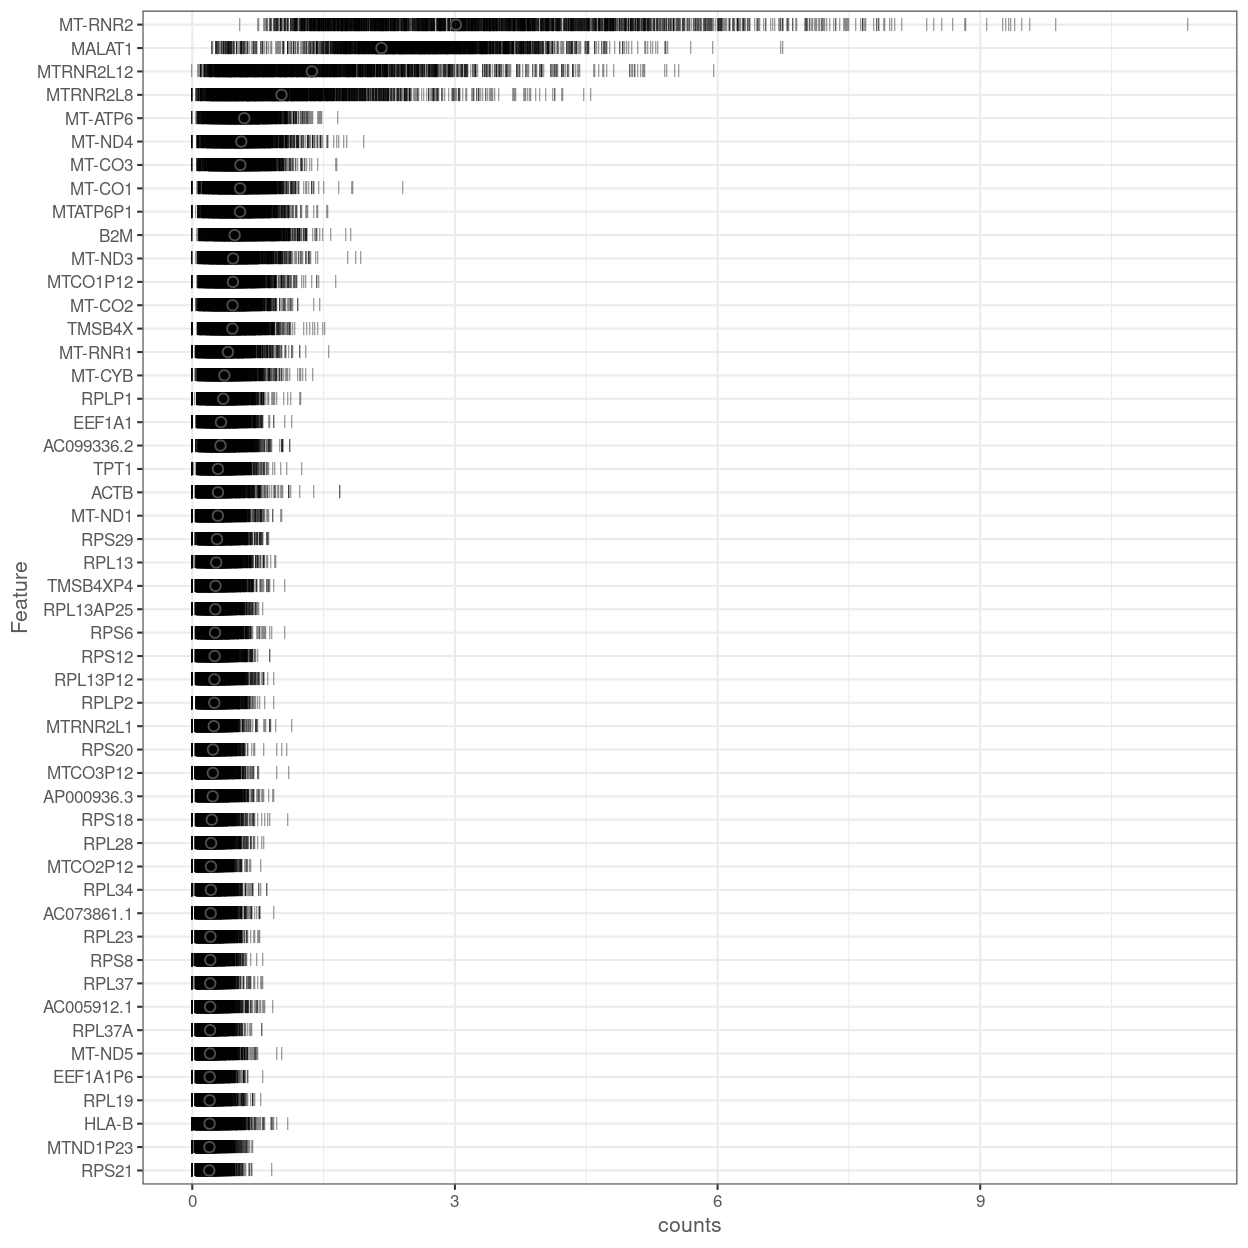 MT-RNR2
MALAT1
MTRNR2L12
MTRNR2L8
MT-ATP6
MT-ND4
MT-CO3
MT-CO1
MTATP6P1
B2M
MT-ND3
MTCO1P12
MT-CO2
TMSB4X
MT-RNR1
MT-CYB
RPLP1
EEF1A1
AC099336.2
TPT1
ACTB
MT-ND1
RPS29
RPL13
TMSB4XP4
RPL13AP25
RPS6
RPS12
RPL13P12
RPLP2
MTRNR2L1
RPS20
MTCO3P12
AP000936.3
RPS18
RPL28
MTCO2P12
RPL34
AC073861.1
RPL23
RPS8
RPL37
AC005912.1
RPL37A
MT-ND5
EEF1A1P6
RPL19
HLA-B
MTND1P23
RPS21
Feature
0 3 6 9
counts